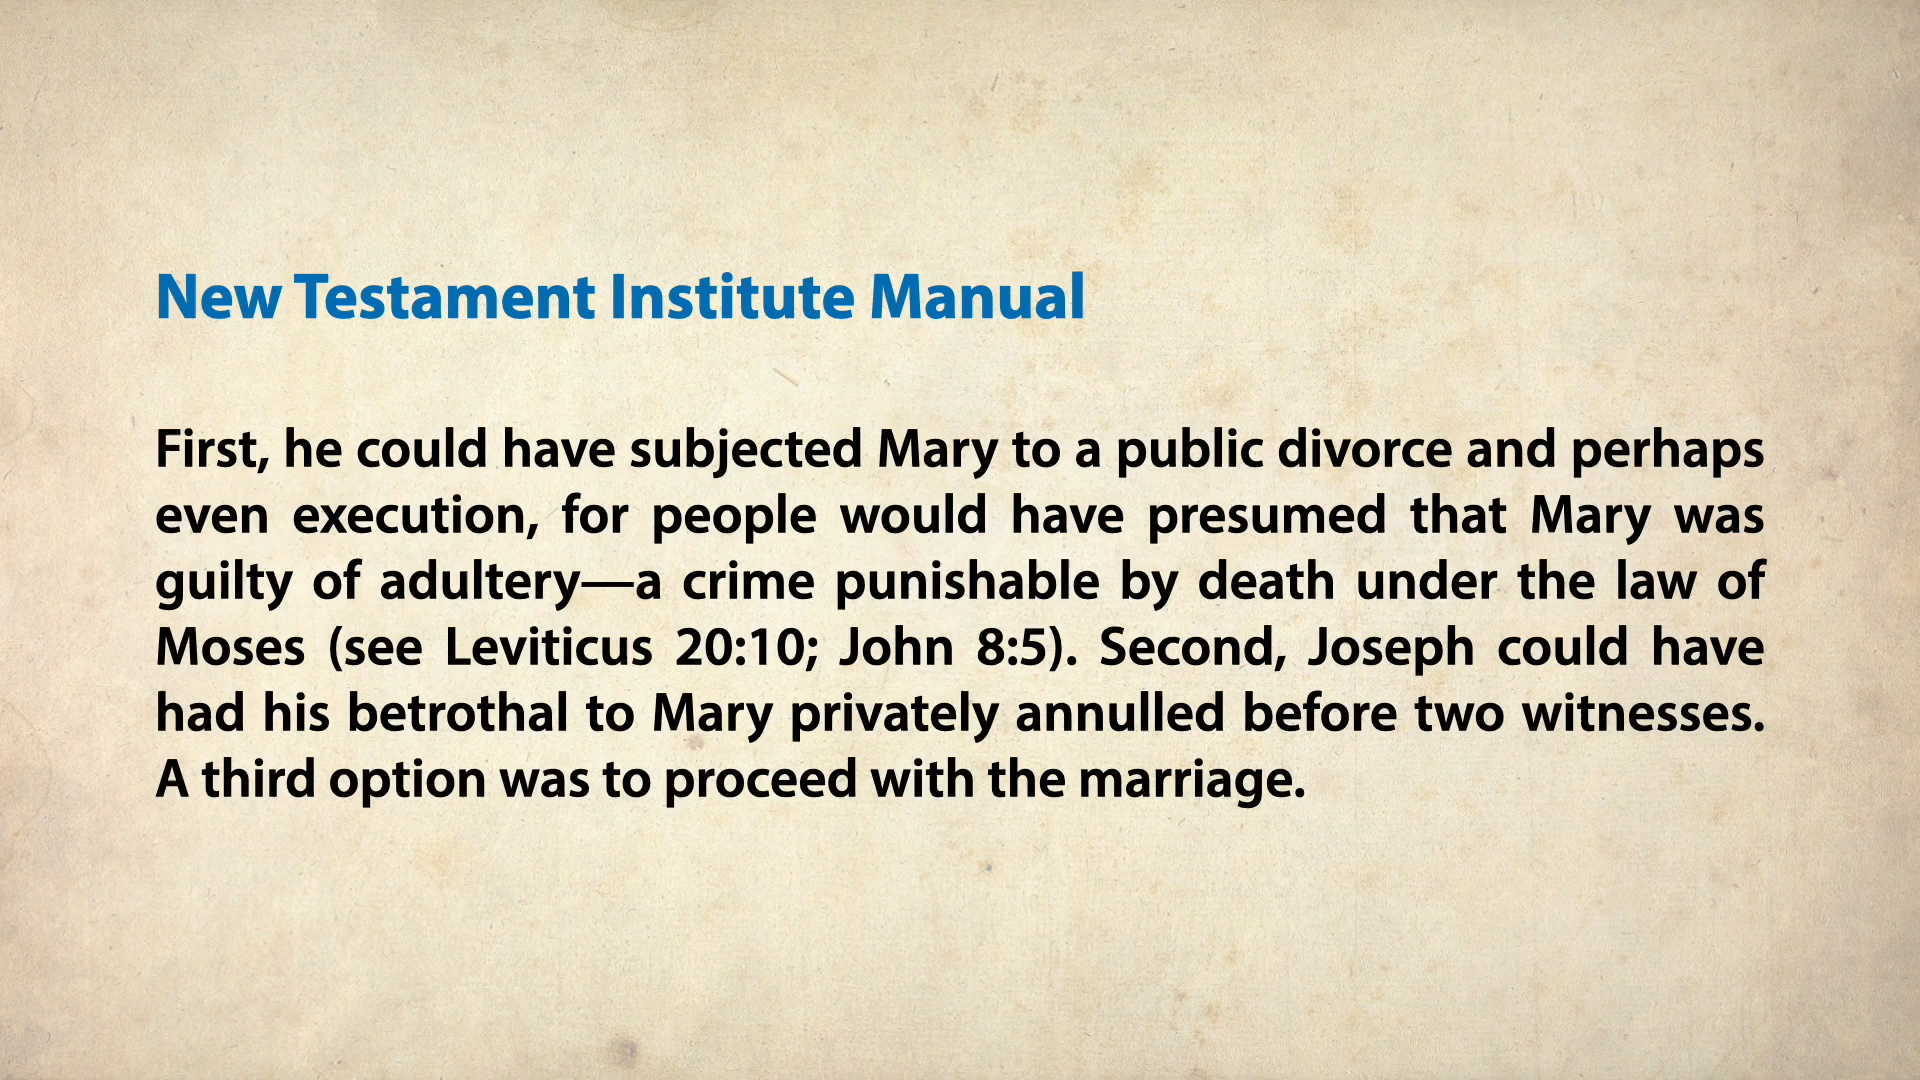 New Testament Institute Manual
First, he could have subjected Mary to a public divorce and perhaps
even execution, for people would have presumed that Mary was
guilty of adultery—a crime punishable by death under the law of
Moses (see Leviticus 20:10; John 8:5). Second, Joseph could have
had his betrothal to Mary privately annulled before two witnesses.
A third option was to proceed with the marriage.